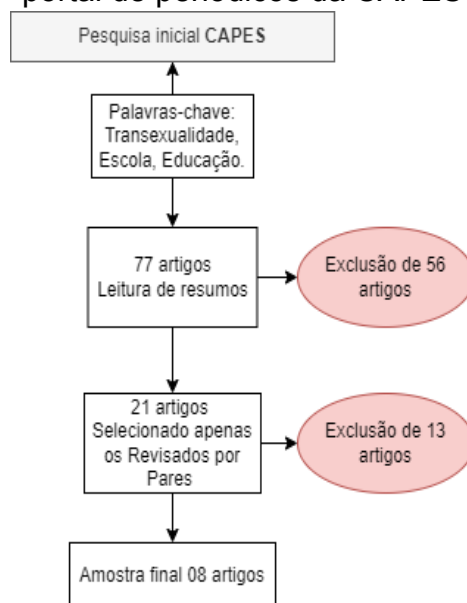 portal de periódicos da CAPES
Pesquisa inicial CAPES
Palavras-chave:
Transexualidade,
Escola, Educação.
77 artigos
Leitura de resumos
Exclusão de 56
artigos
21 artigos
Selecionado apenas
os Revisados por
Pares
Exclusão de 13
artigos
Amostra final 08 artigos